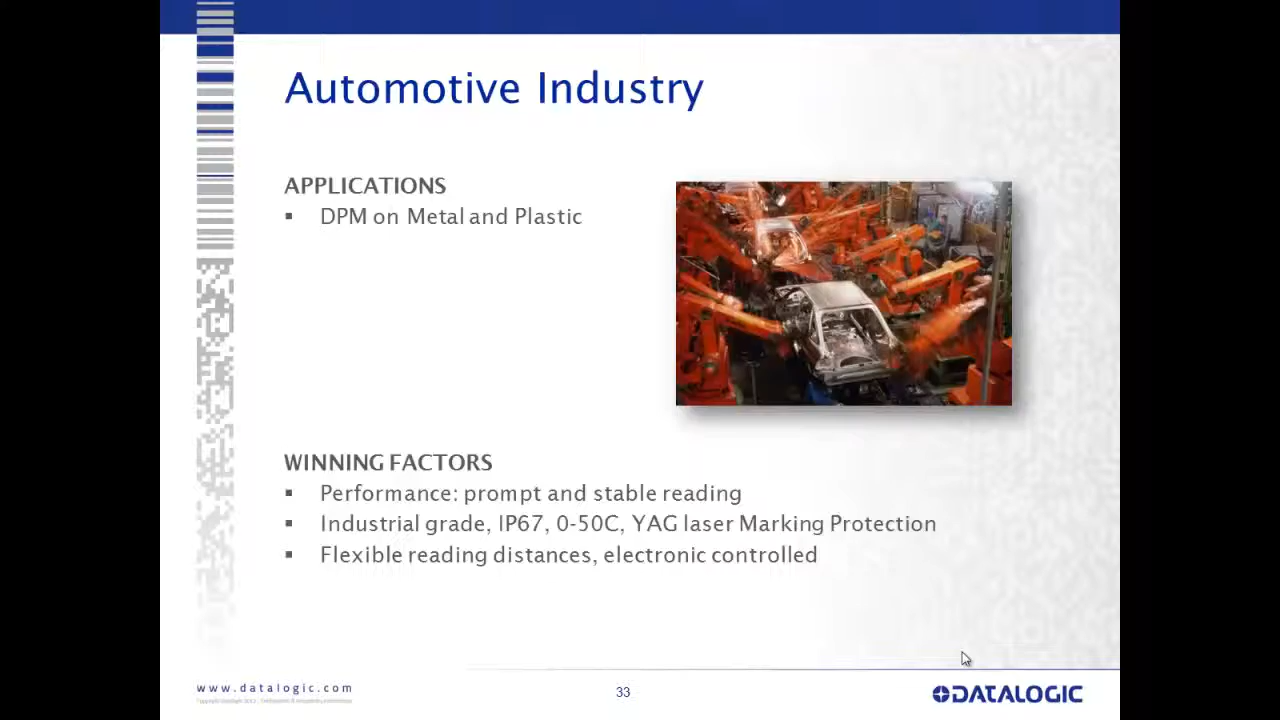 Automotive Industry
APPLICATIONS
▪ DPM on Metal and Plastic
WINNING FACTORS
▪ Performance: prompt and stable reading
▪ Industrial grade, IP67, 0-50C, YAG laser Marking Protection
▪ Flexible reading distances, electronic controlled
www.datalogic.com
33
DATALOGIC